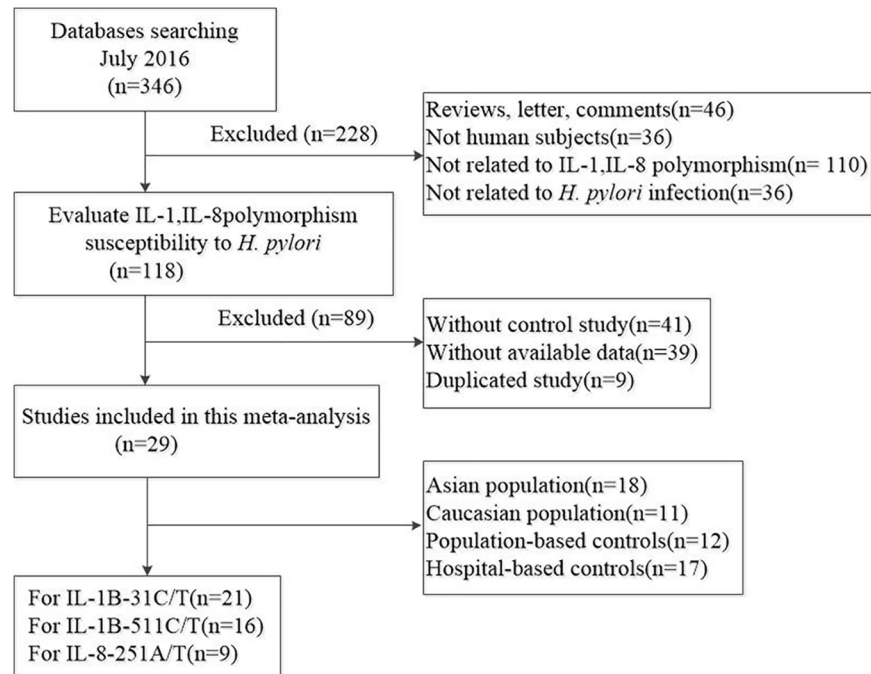 Databases searching
July 2016
(n=346)
Excluded (n=228)
Reviews, letter, comments(n=46)
Not human subjects(n=36)
Not related to IL-1,IL-8 polymorphism(n= 110)
Not related to H. pylori infection(n=36)
Evaluate IL-1,IL-8polymorphism
susceptibility to H. pylori
(n=118)
Excluded (n=89)
Without control study(n=41)
Without available data(n=39)
Duplicated study(n=9)
Studies included in this meta-analysis
(n=29)
Asian population(n=18)
Caucasian population(n=11)
Population-based controls(n=12)
Hospital-based controls(n=17)
For IL-1B-31C/T(n=21)
For IL-1B-511C/T(n=16)
For IL-8-251A/T(n=9)